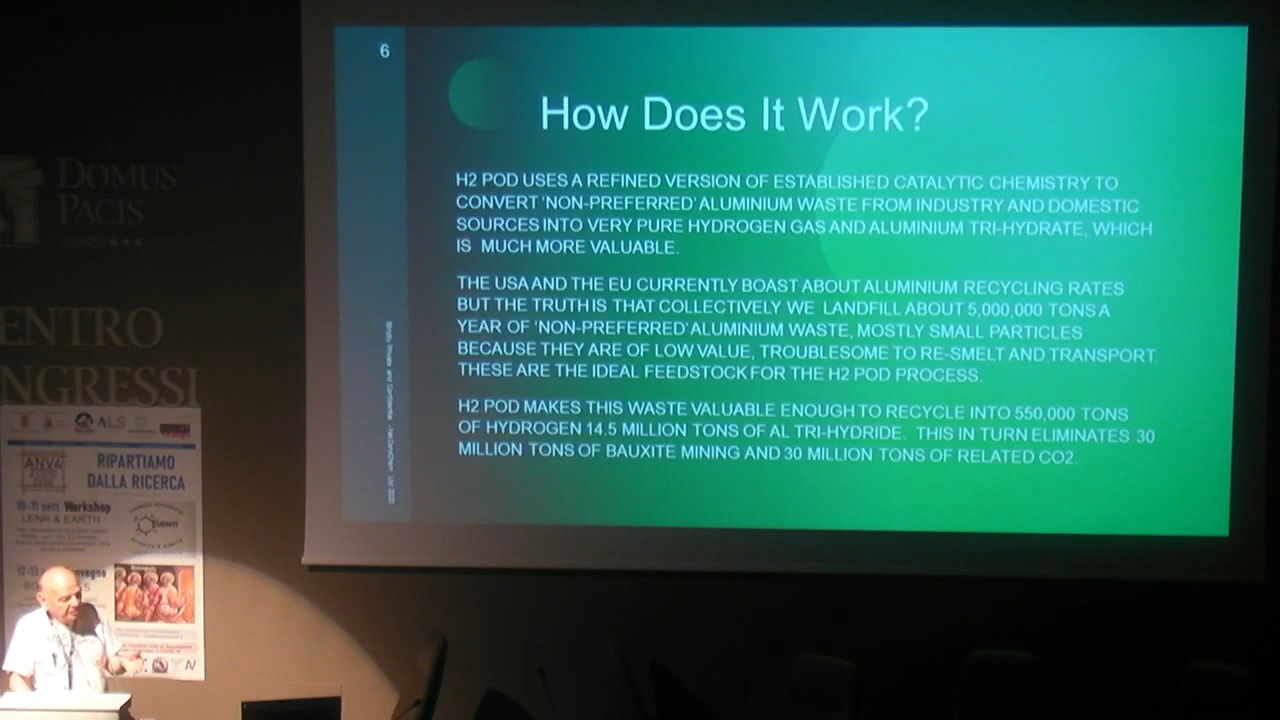 6
How Does It Work?
H2 POD USES A REFINED VERSION OF ESTABLISHED CATALYTIC CHEMISTRY TO
CONVERT 'NON-PREFERRED' ALUMINIUM WASTE FROM INDUSTRY AND DOMESTIC
SOURCES INTO VERY PURE HYDROGEN GAS AND ALUMINIUM TRI-HYDRATE, WHICH
IS MUCH MORE VALUABLE.
THE USA AND THE EU CURRENTLY BOAST ABOUT ALUMINIUM RECYCLING RATES
BUT THE TRUTH IS THAT COLLECTIVELY WE LANDFILL ABOUT 5,000,000 TONS A
YEAR OF 'NON-PREFERRED' ALUMINIUM WASTE, MOSTLY SMALL PARTICLES
BECAUSE THEY ARE OF LOW VALUE, TROUBLESOME TO RE-SMELT AND TRANSPORT.
THESE ARE THE IDEAL FEEDSTOCK FOR THE H2 POD PROCESS.
H2 POD MAKES THIS WASTE VALUABLE ENOUGH TO RECYCLE INTO 550,000 TONS
OF HYDROGEN 14.5 MILLION TONS OF AL TRI-HYDRIDE. THIS IN TURN ELIMINATES 30
MILLION TONS OF BAUXITE MINING AND 30 MILLION TONS OF RELATED CO2.
DOMUS
PACIS
ASSISI
ENTRO
NGRESSI
ALS
ANV4
RIPARTIAMO
DALLA RICERCA
10-11 sett Workshop
LENR & EARTH
EVENTI